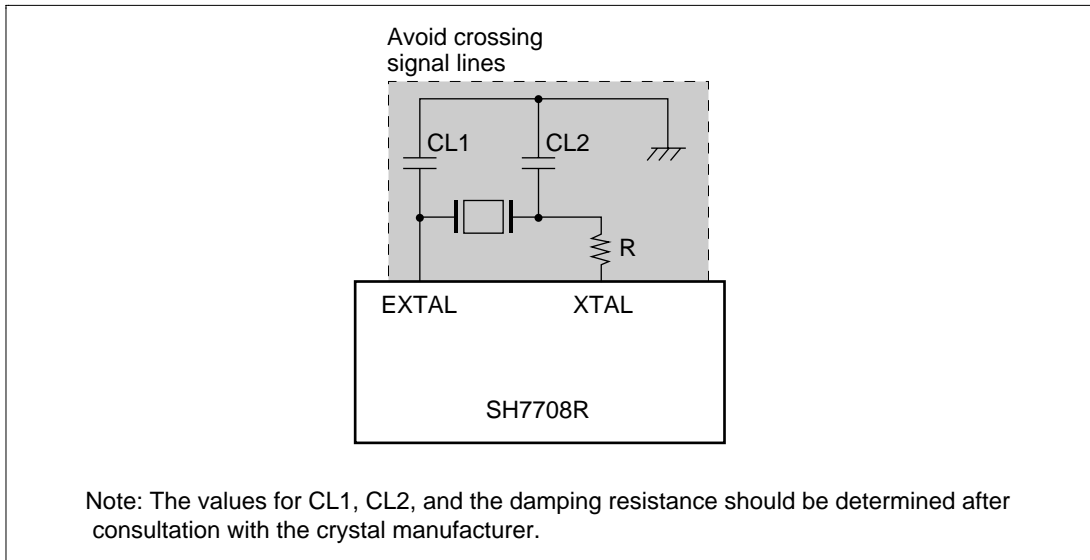 Avoid crossing
signal lines
CL1
CL2
R
EXTAL
XTAL
SH7708R
Note: The values for CL1, CL2, and the damping resistance should be determined after
consultation with the crystal manufacturer.